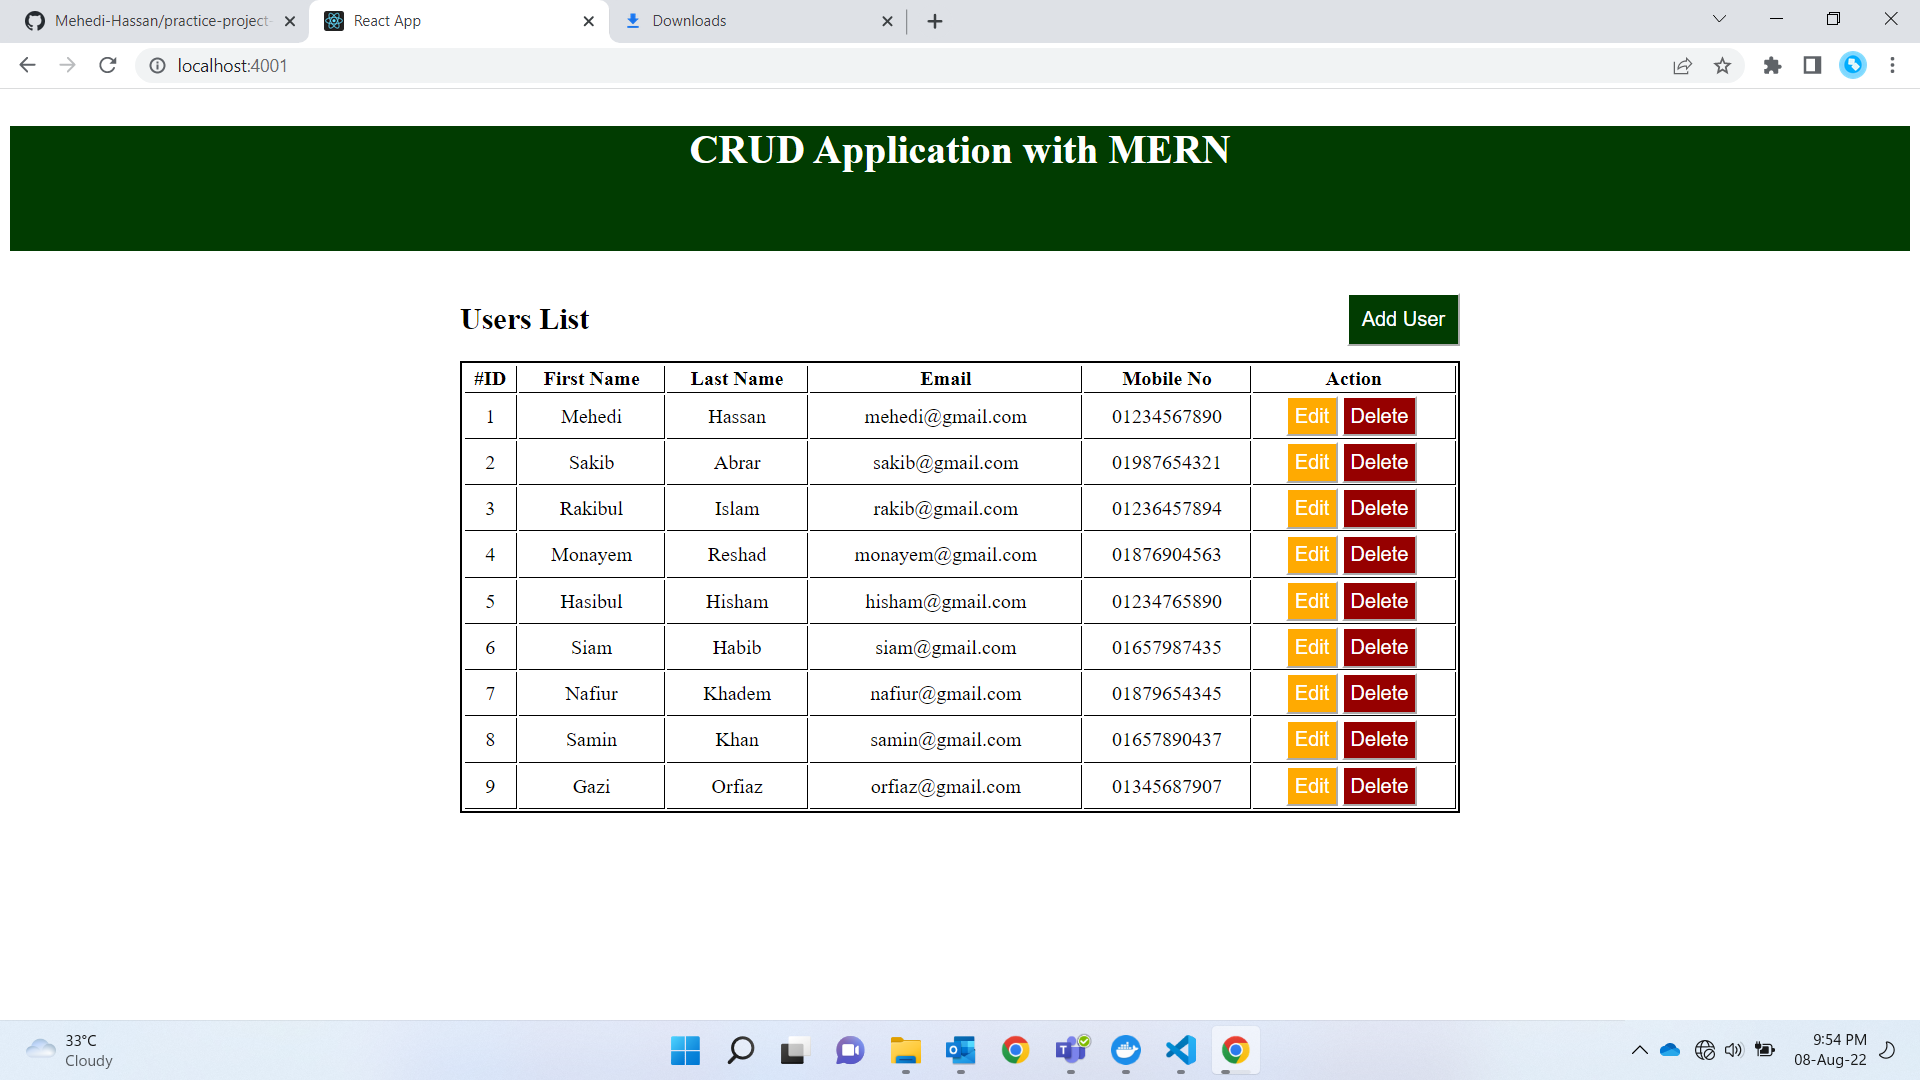 Mehedi-Hassan/practice-project-
React App
Downloads
localhost:4001
CRUD Application with MERN
Users List
Add User
#ID First Name Last Name Email Mobile No Action
1 Mehedi Hassan mehedi@gmail.com 01234567890 Edit Delete
2 Sakib Abrar sakib@gmail.com 01987654321 Edit Delete
3 Rakibul Islam rakib@gmail.com 01236457894 Edit Delete
4 Monayem Reshad monayem@gmail.com 01876904563 Edit Delete
5 Hasibul Hisham hisham@gmail.com 01234765890 Edit Delete
6 Siam Habib siam@gmail.com 01657987435 Edit Delete
7 Nafiur Khadem nafiur@gmail.com 01879654345 Edit Delete
8 Samin Khan samin@gmail.com 01657890437 Edit Delete
9 Gazi Orfiaz orfiaz@gmail.com 01345687907 Edit Delete
33°C
Cloudy
9:54 PM
08-Aug-22